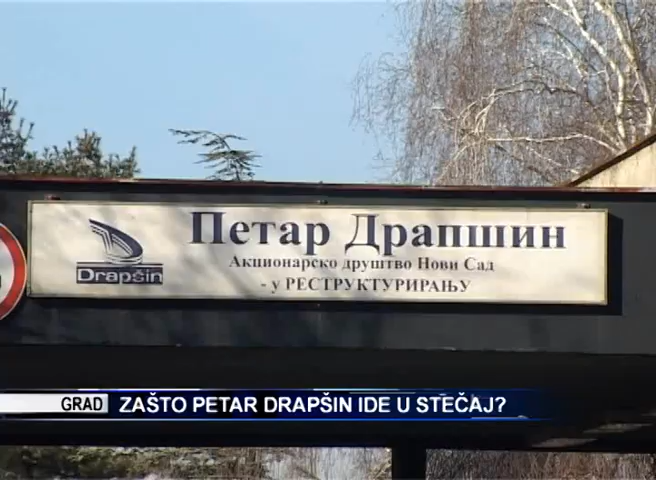 Петар Драпшин
Drapšin
Акционарско друштво Нови Сад
- у РЕСТРУКТУРИРАЊУ
GRAD
ZAŠTO PETAR DRAPŠIN IDE U STEČAJ?